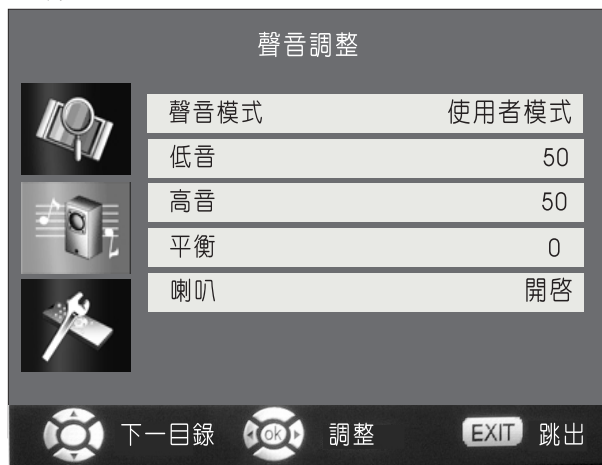 聲音調整
聲音模式 使用者模式
低音 50
高音 50
平衡 0
喇叭 開啓
下一目錄 ok 調整 EXIT 跳出